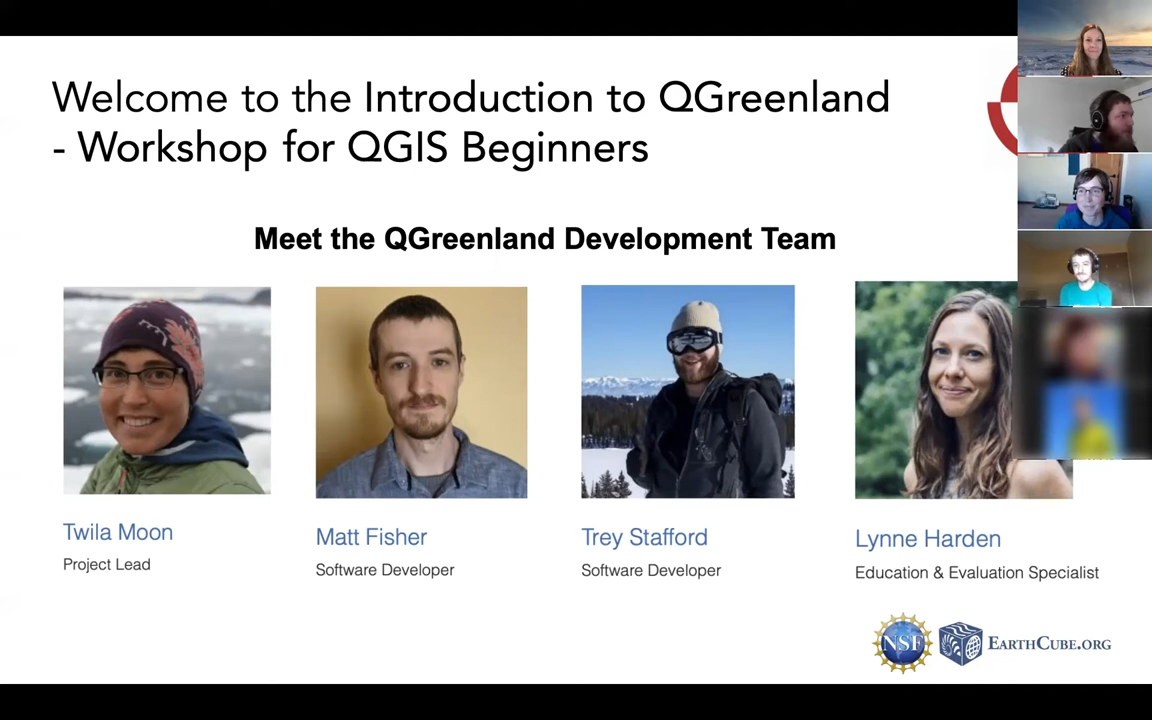 Welcome to the Introduction to QGreenland
- Workshop for QGIS Beginners
Meet the QGreenland Development Team
Twila Moon
Project Lead
Matt Fisher
Software Developer
Trey Stafford
Software Developer
Lynne Harden
Education & Evaluation Specialist
NSF
EARTHCUBE.ORG